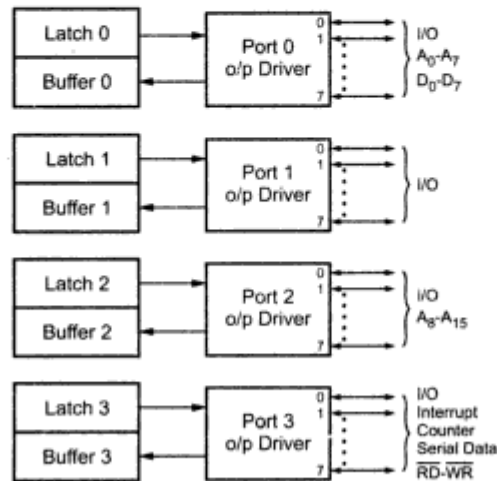 Latch 0
Buffer 0
Port 0
o/p Driver
0
1
7
I/O
A0-A7
D0-D7
Latch 1
Buffer 1
Port 1
o/p Driver
0
1
7
I/O
Latch 2
Buffer 2
Port 2
o/p Driver
0
1
7
I/O
A8-A15
Latch 3
Buffer 3
Port 3
o/p Driver
0
1
7
I/O
Interrupt
Counter
Serial Data
R̅D̅-W̅R̅